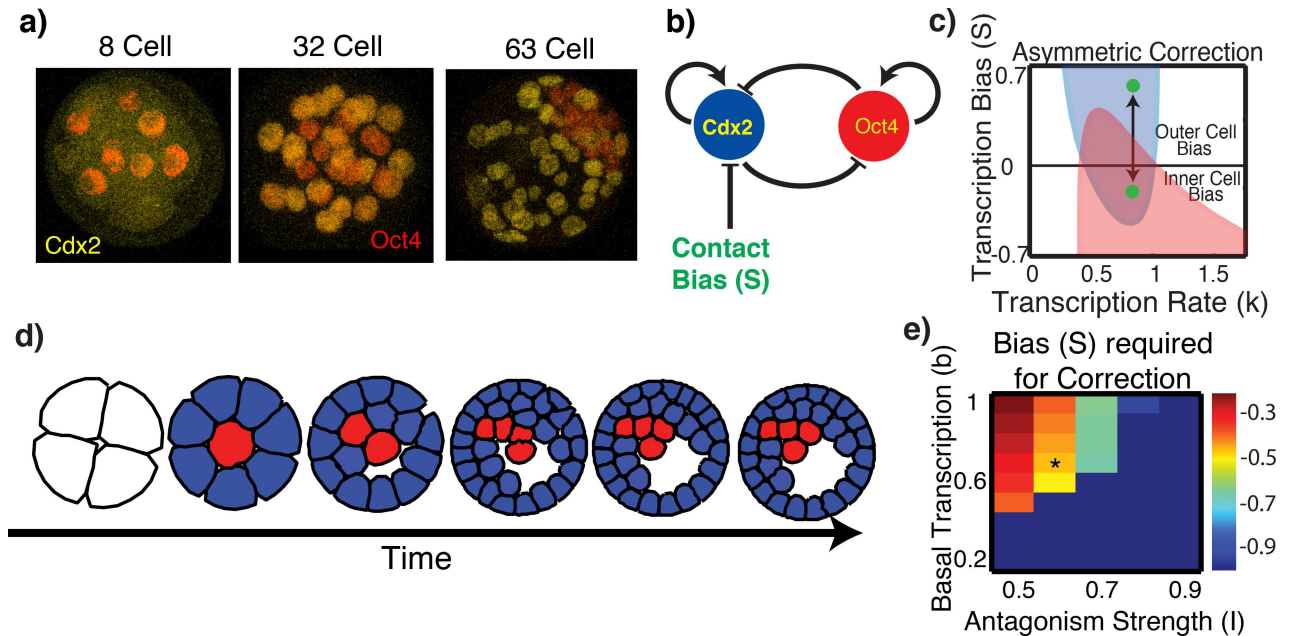 a)
8 Cell
32 Cell
63 Cell
Cdx2
Oct4
b)
Cdx2
Oct4
Contact
Bias (S)
c)
Asymmetric Correction
Transcription Bias (S)
0.7
0
-0.7
Outer Cell
Bias
Inner Cell
Bias
0
0.5
1
1.5
Transcription Rate (k)
d)
Time
e)
Bias (S) required
for Correction
Basal Transcription (b)
1
0.6
0.2
*
0.5
0.7
0.9
Antagonism Strength (I)
-0.3
-0.5
-0.7
-0.9